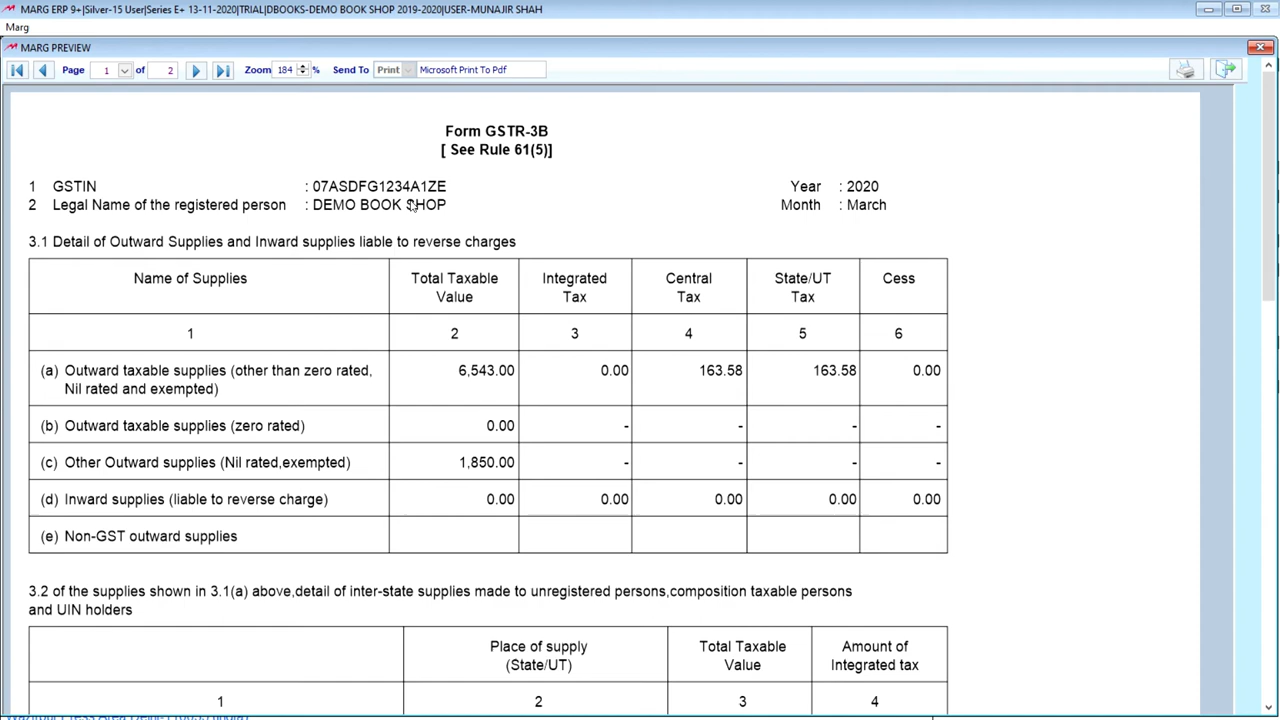 MARG ERP 9+|Silver-15 User|Series E+ 13-11-2020|TRIAL|DBOOKS-DEMO BOOK SHOP 2019-2020|USER-MUNAJIR SHAH
Marg
MARG PREVIEW
Page 1 of 2 Zoom 184 % Send To Print Microsoft Print To Pdf
Form GSTR-3B
[ See Rule 61(5)]
1 GSTIN : 07ASDFG1234A1ZE Year : 2020
2 Legal Name of the registered person : DEMO BOOK SHOP Month : March
3.1 Detail of Outward Supplies and Inward supplies liable to reverse charges
Name of Supplies Total Taxable Integrated Central State/UT Cess
Value Tax Tax Tax
1 2 3 4 5 6
(a) Outward taxable supplies (other than zero rated, 6,543.00 0.00 163.58 163.58 0.00
Nil rated and exempted)
(b) Outward taxable supplies (zero rated) 0.00 - - - -
(c) Other Outward supplies (Nil rated,exempted) 1,850.00 - - - -
(d) Inward supplies (liable to reverse charge) 0.00 0.00 0.00 0.00 0.00
(e) Non-GST outward supplies
3.2 of the supplies shown in 3.1(a) above,detail of inter-state supplies made to unregistered persons,composition taxable persons
and UIN holders
Place of supply Total Taxable Amount of
(State/UT) Value Integrated tax
1 2 3 4